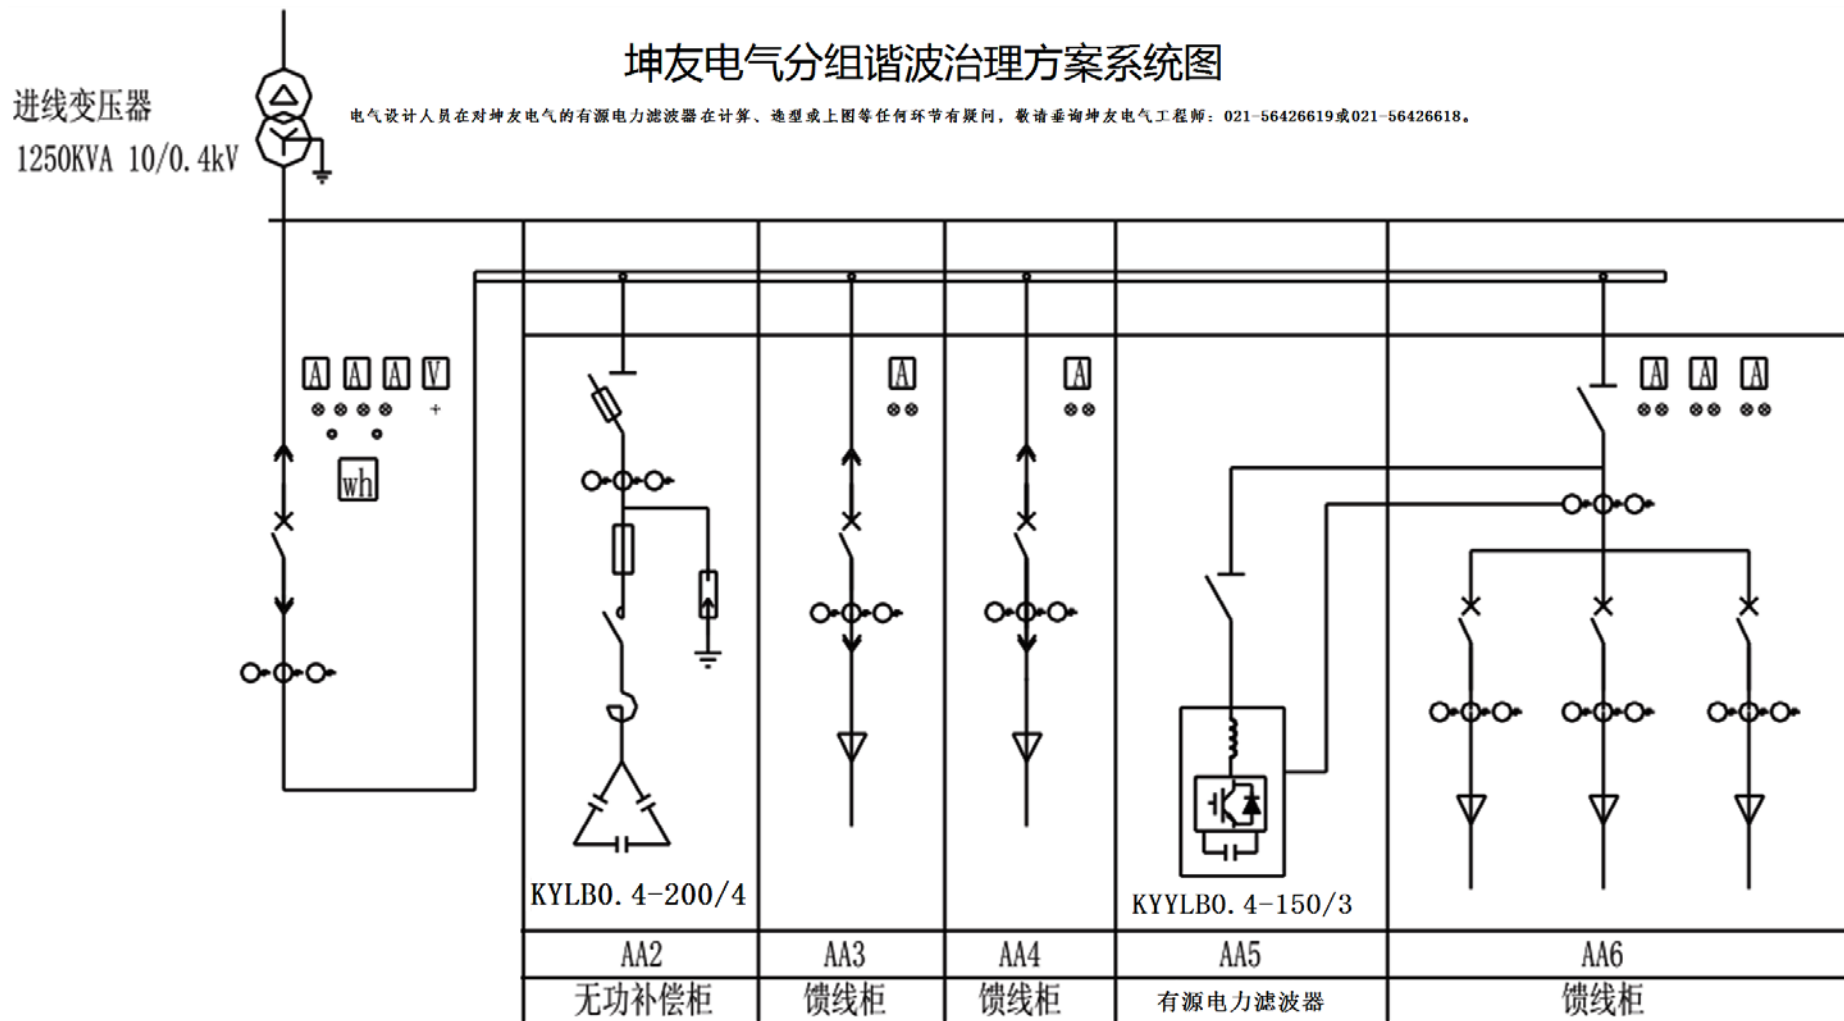 坤友电气分组谐波治理方案系统图
电气设计人员在对坤友电气的有源电力滤波器在计算、选型或上图等任何环节有疑问，敬请垂询坤友电气工程师：021-56426619或021-56426618。
进线变压器
1250KVA 10/0.4kV
A A A V
A
A
A A A
wh
KYLB0.4-200/4
KYYLB0.4-150/3
AA2 AA3 AA4 AA5 AA6
无功补偿柜 馈线柜 馈线柜 有源电力滤波器 馈线柜